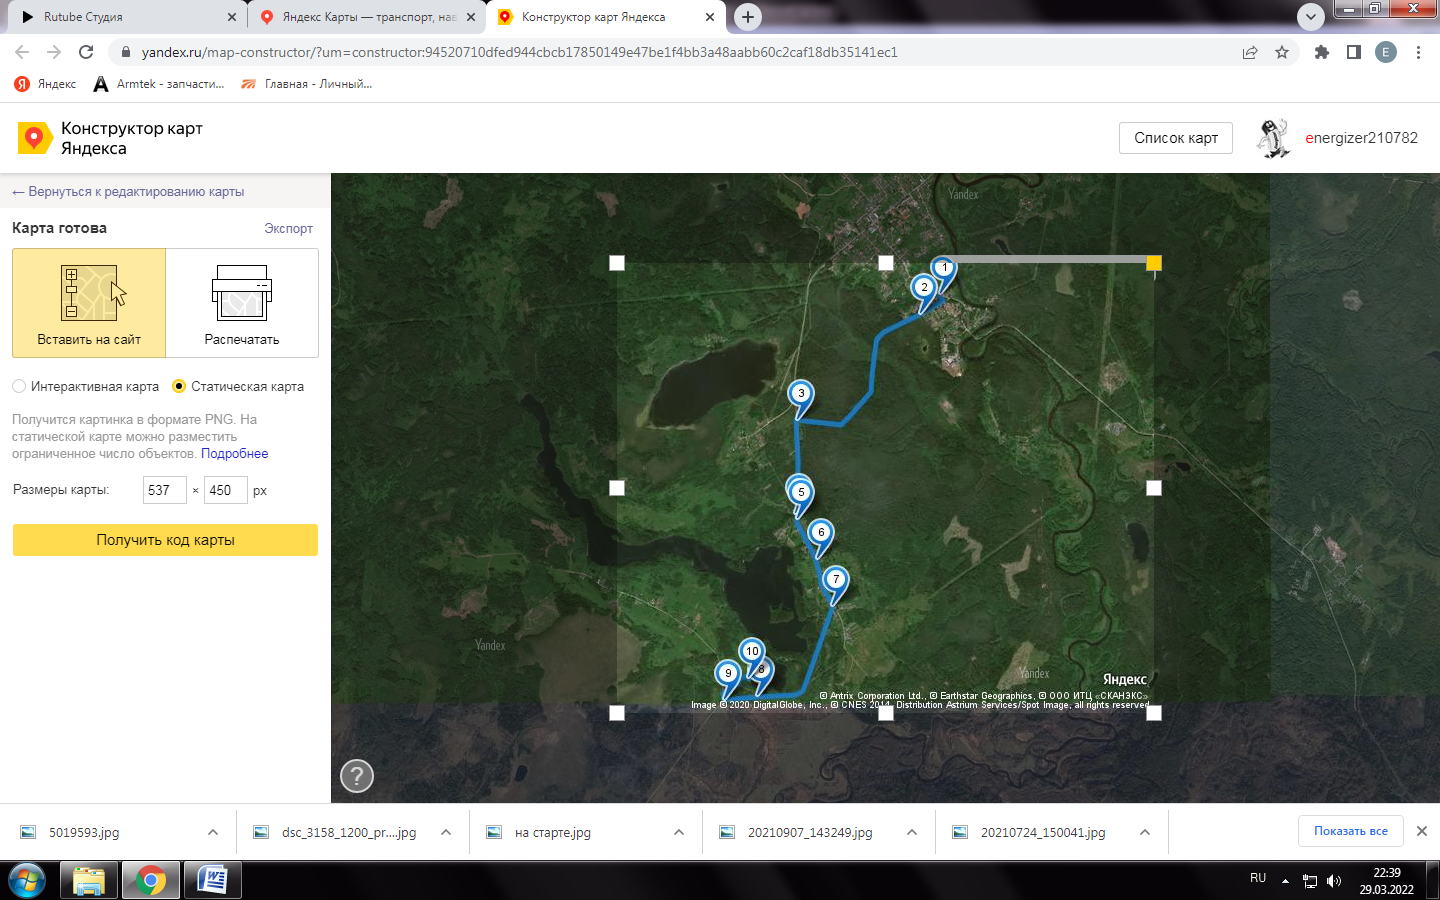 Rutube Студия
Яндекс Карты — транспорт, нав
Конструктор карт Яндекса
yandex.ru/map-constructor/?um=constructor:94520710dfed944cbcb17850149e47be1f4bb3a48aabb60c2caf18db35141ec1
E
Я
Яндекс
Armtek - запчасти...
Главная - Личный...
Конструктор карт
Яндекса
Список карт
energizer210782
← Вернуться к редактированию карты
Карта готова
Экспорт
Вставить на сайт
Распечатать
Интерактивная карта
Статическая карта
Получится картинка в формате PNG. На
статической карте можно разместить
ограниченное число объектов. Подробнее
Размеры карты:
537 × 450 px
Получить код карты
Yandex
1
2
3
5
6
7
10
8
9
Yandex
Yandex
Яндекс
© Antrix Corporation Ltd., © Earthstar Geographics, © ООО ИТЦ «СКАНЭКС»
Image © 2020 DigitalGlobe, Inc., © CNES 2014, Distribution Astrium Services/Spot Image, all rights reserved
?
5019593.jpg
dsc_3158_1200_pr....jpg
на старте.jpg
20210907_143249.jpg
20210724_150041.jpg
Показать все
RU
22:39
29.03.2022